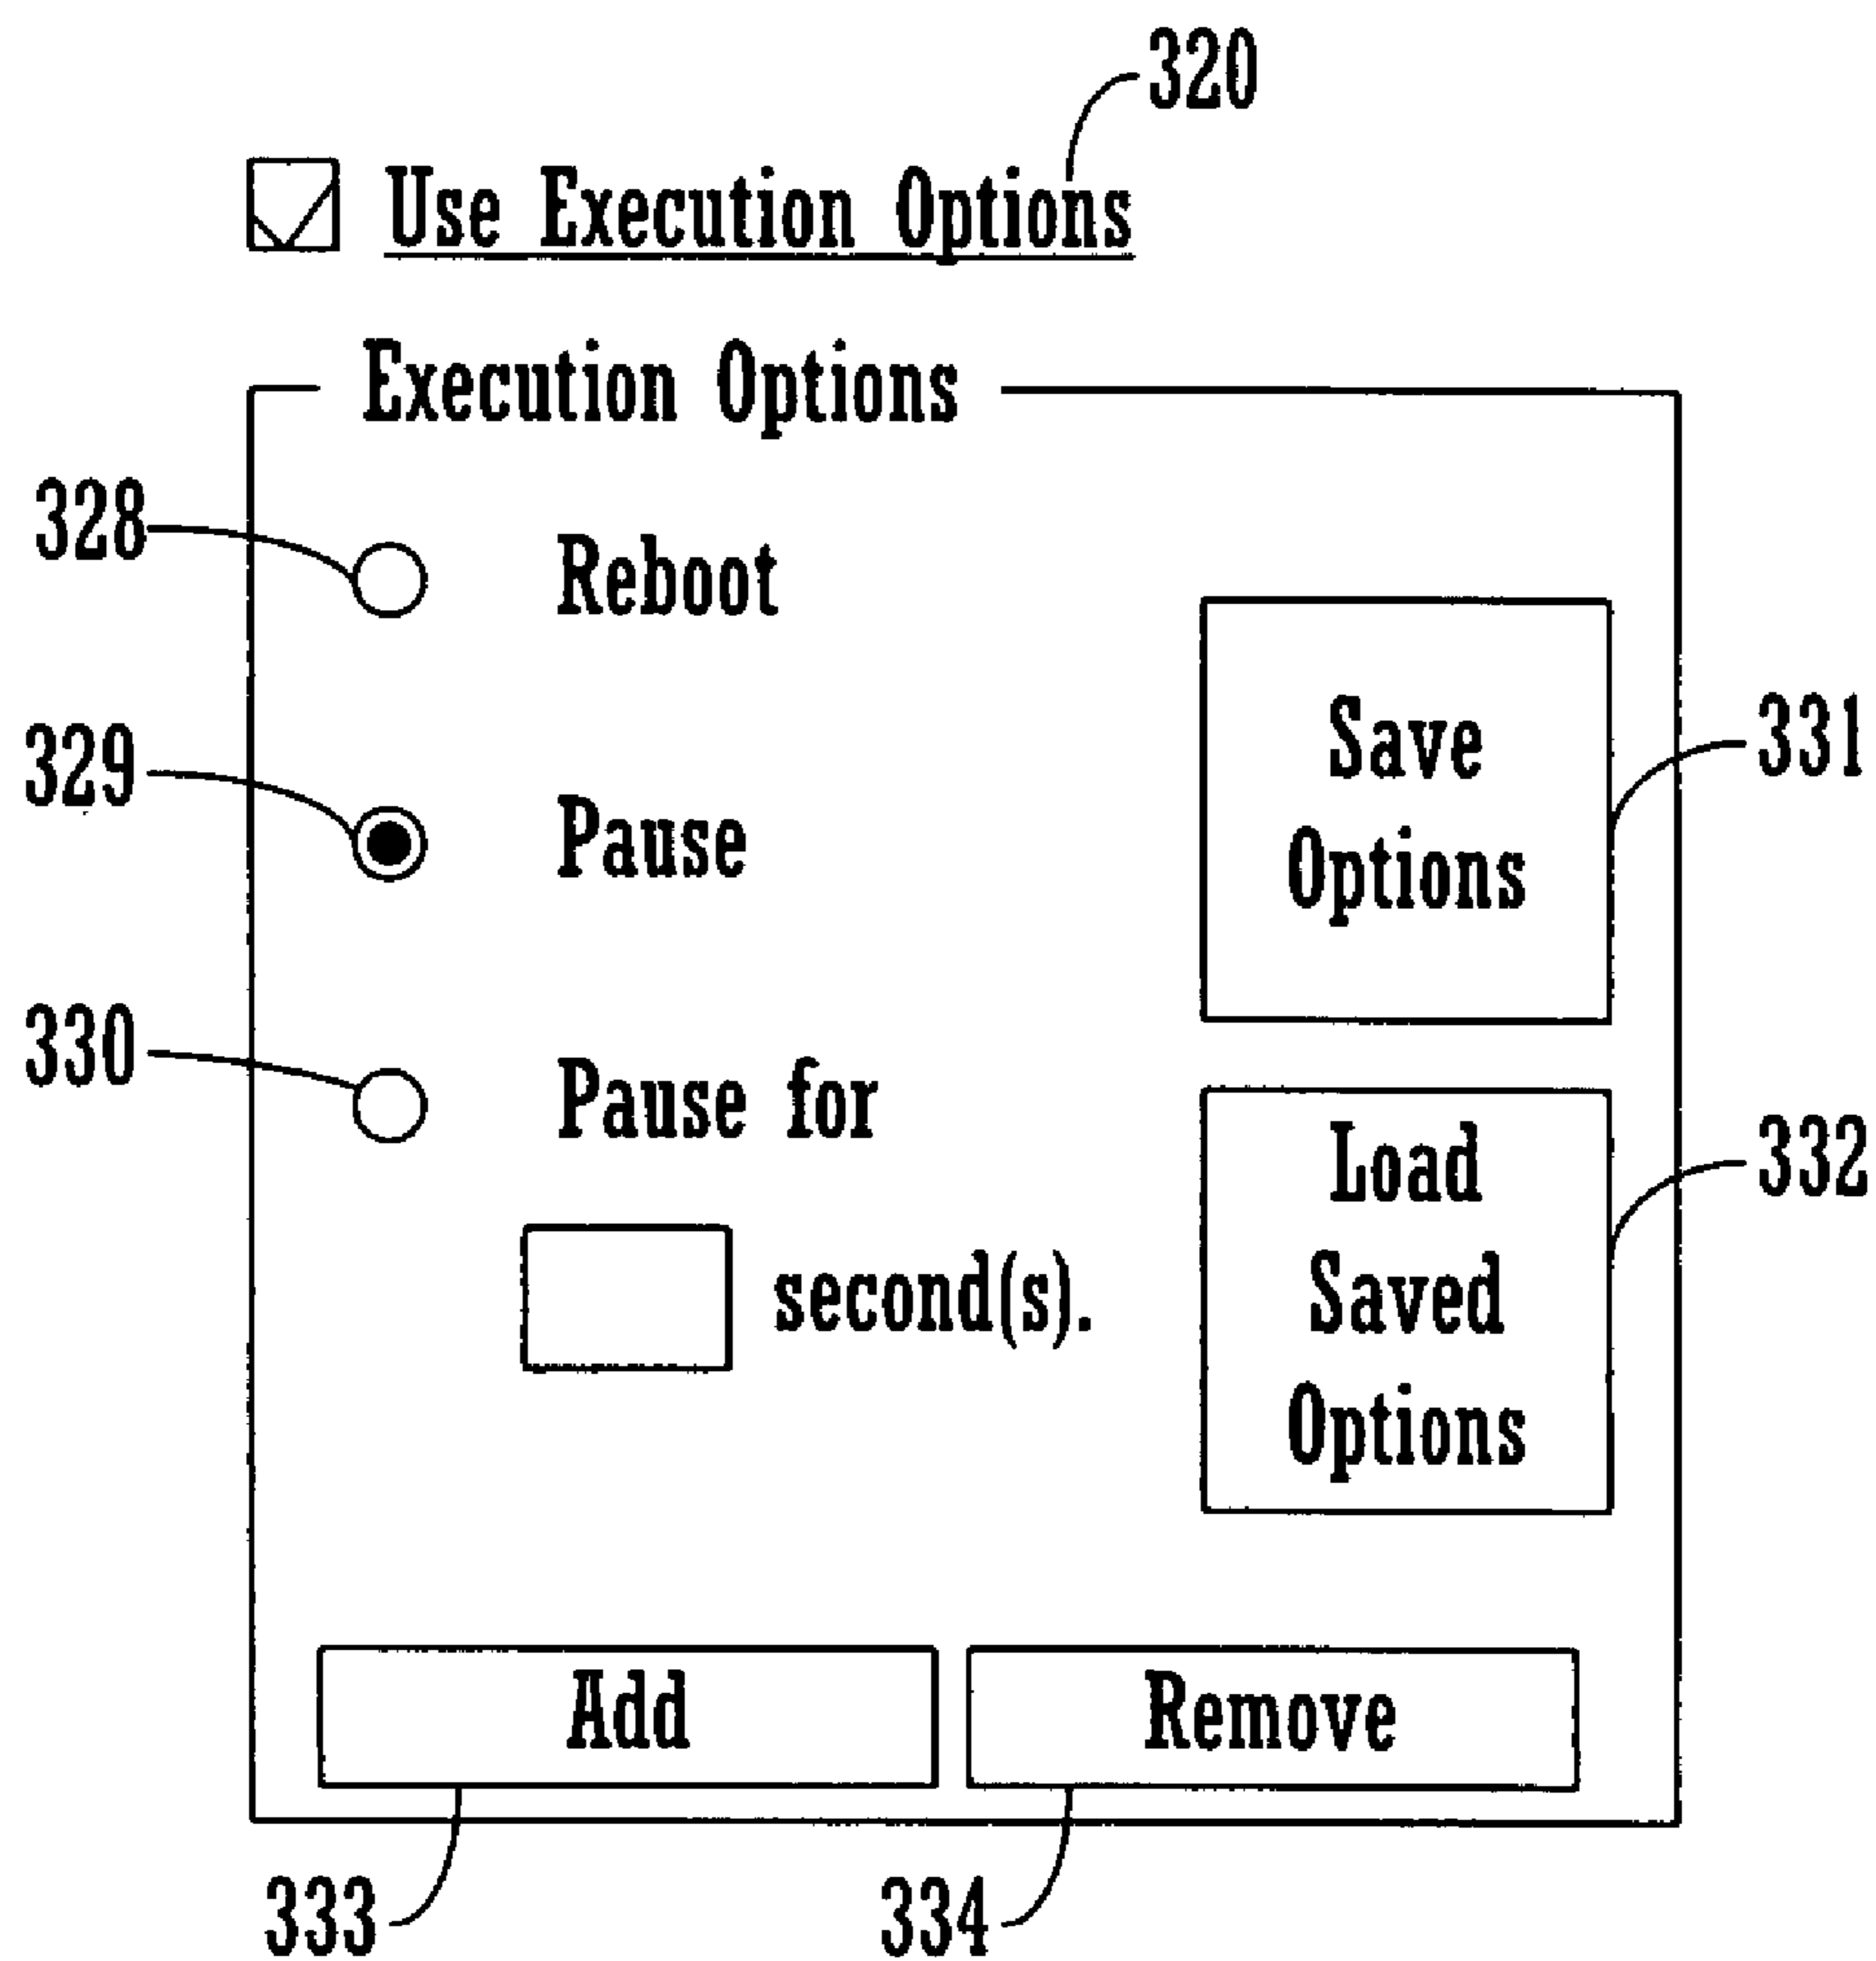 320
Use Execution Options
Execution Options
328
Reboot
329
Pause
330
Pause for
second(s).
Save
Options
331
Load
Saved
Options
332
Add
Remove
333
334